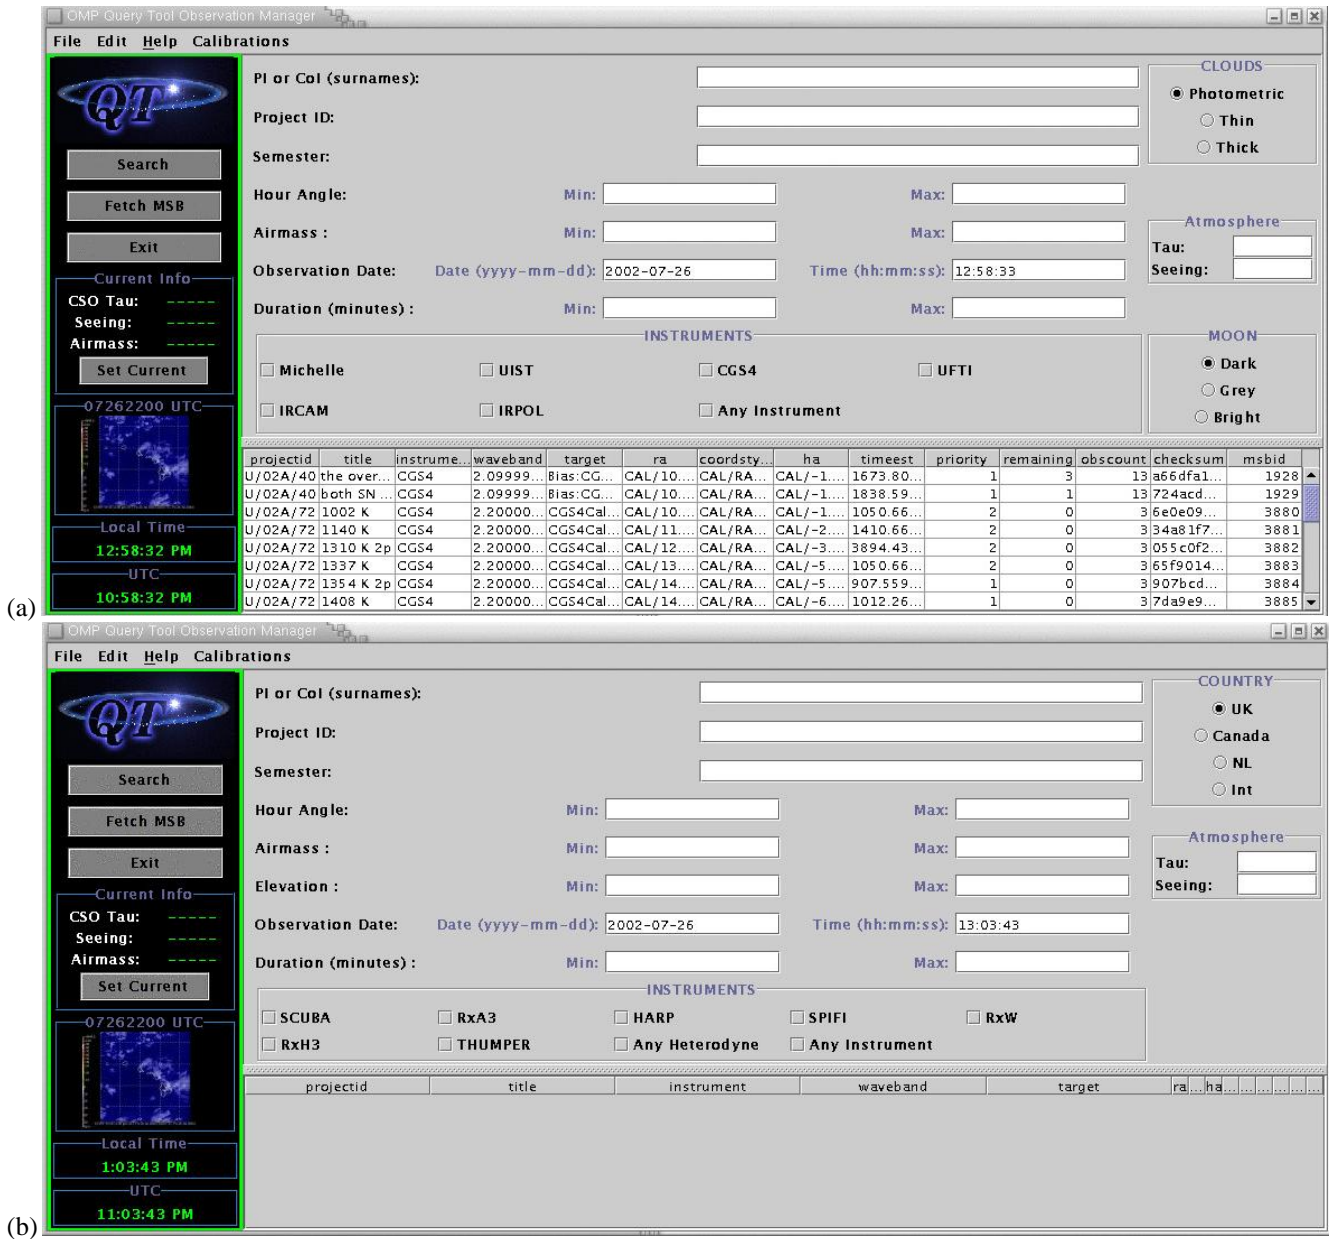 OMP Query Tool Observation Manager
File Edit Help Calibrations
QT
Search
Fetch MSB
Exit
Current Info
CSO Tau: -----
Seeing: -----
Airmass: -----
Set Current
07262200 UTC
Local Time
12:58:32 PM
UTC
10:58:32 PM
PI or CoI (surnames):
Project ID:
Semester:
Hour Angle: Min: Max:
Airmass : Min: Max:
Observation Date: Date (yyyy-mm-dd): 2002-07-26 Time (hh:mm:ss): 12:58:33
Duration (minutes) : Min: Max:
INSTRUMENTS
Michelle UIST CGS4 UFTI
IRCAM IRPOL Any Instrument
CLOUDS
Photometric
Thin
Thick
Atmosphere
Tau:
Seeing:
MOON
Dark
Grey
Bright
projectid title instrume... waveband target ra coordsty... ha timeest priority remaining obscount checksum msbid
U/02A/40 the over... CGS4 2.09999... Bias:CG... CAL/10.... CAL/RA... CAL/-1.... 1673.80... 1 3 13 a66dfa1... 1928
U/02A/40 both SN ... CGS4 2.09999... Bias:CG... CAL/10.... CAL/RA... CAL/-1.... 1838.59... 1 1 13 724acd... 1929
U/02A/72 1002 K CGS4 2.20000... CGS4Cal... CAL/10.... CAL/RA... CAL/-1.... 1050.66... 2 0 3 6e0e09... 3880
U/02A/72 1140 K CGS4 2.20000... CGS4Cal... CAL/11.... CAL/RA... CAL/-2.... 1410.66... 2 0 3 34a81f7... 3881
U/02A/72 1310 K 2p CGS4 2.20000... CGS4Cal... CAL/12.... CAL/RA... CAL/-3.... 3894.43... 2 0 3 055c0f2... 3882
U/02A/72 1337 K CGS4 2.20000... CGS4Cal... CAL/13.... CAL/RA... CAL/-5.... 1050.66... 2 0 3 65f9014... 3883
U/02A/72 1354 K 2p CGS4 2.20000... CGS4Cal... CAL/14.... CAL/RA... CAL/-5.... 907.559... 1 0 3 907bcd... 3884
U/02A/72 1408 K CGS4 2.20000... CGS4Cal... CAL/14.... CAL/RA... CAL/-6.... 1012.26... 1 0 3 7da9e9... 3885
(a)
OMP Query Tool Observation Manager
File Edit Help Calibrations
QT
Search
Fetch MSB
Exit
Current Info
CSO Tau: -----
Seeing: -----
Airmass: -----
Set Current
07262200 UTC
Local Time
1:03:43 PM
UTC
11:03:43 PM
PI or CoI (surnames):
Project ID:
Semester:
Hour Angle: Min: Max:
Airmass : Min: Max:
Elevation : Min: Max:
Observation Date: Date (yyyy-mm-dd): 2002-07-26 Time (hh:mm:ss): 13:03:43
Duration (minutes) : Min: Max:
INSTRUMENTS
SCUBA RxA3 HARP SPIFI RxW
RxH3 THUMPER Any Heterodyne Any Instrument
COUNTRY
UK
Canada
NL
Int
Atmosphere
Tau:
Seeing:
projectid title instrument waveband target ra ... ha ... ... ... ... ... ...
(b)